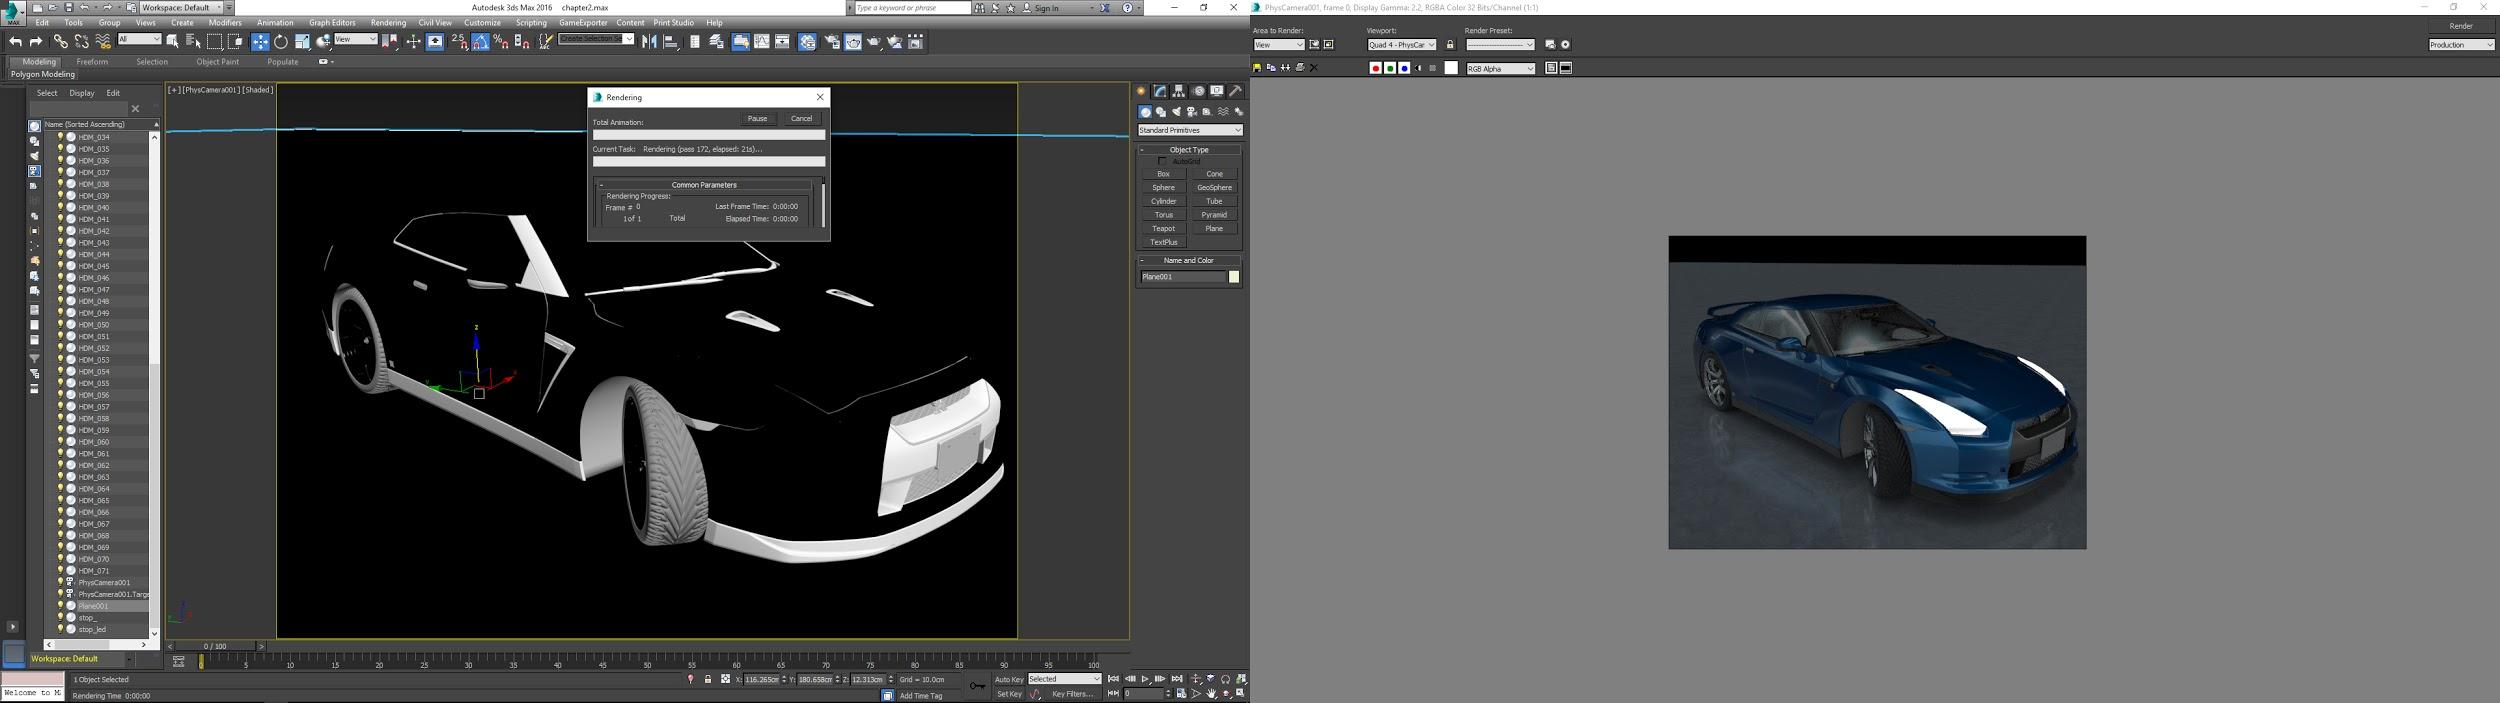 Workspace: Default
Autodesk 3ds Max 2016 chapter2.max
Type a keyword or phrase
Sign In
MAX
Edit Tools Group Views Create Modifiers Animation Graph Editors Rendering Civil View Customize Scripting GameExporter Content Print Studio Help
All
View
2.5
Create Selection Se
Modeling Freeform Selection Object Paint Populate
Polygon Modeling
Select Display Edit
Name (Sorted Ascending)
HDM_034
HDM_035
HDM_036
HDM_037
HDM_038
HDM_039
HDM_040
HDM_041
HDM_042
HDM_043
HDM_044
HDM_045
HDM_046
HDM_047
HDM_048
HDM_049
HDM_050
HDM_051
HDM_052
HDM_053
HDM_054
HDM_055
HDM_056
HDM_057
HDM_058
HDM_059
HDM_060
HDM_061
HDM_062
HDM_063
HDM_064
HDM_065
HDM_066
HDM_067
HDM_068
HDM_069
HDM_070
HDM_071
PhysCamera001
PhysCamera001.Targe
Plane001
stop_
stop_led
Workspace: Default
[+] [PhysCamera001] [Shaded]
Rendering
Total Animation:
Pause Cancel
Current Task: Rendering (pass 172, elapsed: 21s)...
- Common Parameters
Rendering Progress:
Frame # 0 Last Frame Time: 0:00:00
1 of 1 Total Elapsed Time: 0:00:00
z
x
y
Standard Primitives
- Object Type
AutoGrid
Box Cone
Sphere GeoSphere
Cylinder Tube
Torus Pyramid
Teapot Plane
TextPlus
- Name and Color
Plane001
0 / 100
0 5 10 15 20 25 30 35 40 45 50 55 60 65 70 75 80 85 90 95 100
1 Object Selected
X: 116.265cm Y: 180.658cm Z: 12.313cm Grid = 10.0cm
Auto Key Selected
Welcome to M
Rendering Time 0:00:00
Add Time Tag
Set Key Key Filters...
0
PhysCamera001, frame 0, Display Gamma: 2.2, RGBA Color 32 Bits/Channel (1:1)
Area to Render:
View
Viewport:
Quad 4 - PhysCar
Render Preset:
Render
Production
RGB Alpha